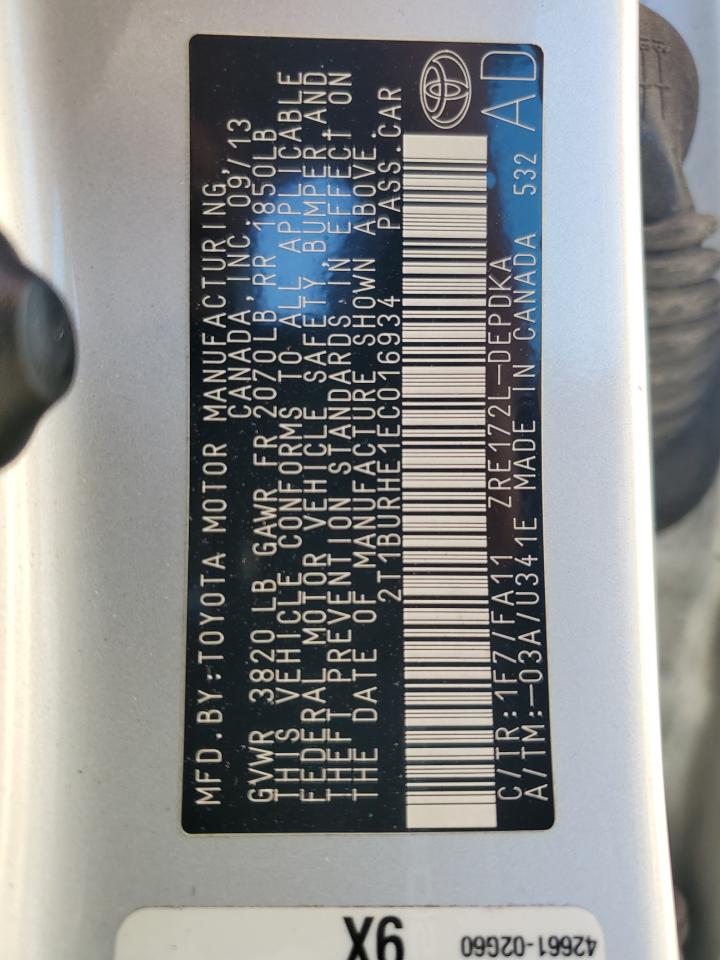 MFD.BY:TOYOTA MOTOR MANUFACTURING,
CANADA, INC. 09/13
GVWR 3820 LB GAWR FR 2070LB, RR 1850LB
THIS VEHICLE CONFORMS TO ALL APPLICABLE
FEDERAL MOTOR VEHICLE SAFETY, BUMPER, AND
THEFT PREVENTION STANDARDS IN EFFECT ON
THE DATE OF MANUFACTURE SHOWN ABOVE.
2T1BURHE1EC016934 PASS.CAR
C/TR:1F7/FA11 ZRE172L-DEPDKA
A/TM:-03A/U341E MADE IN CANADA 532 AD
42661-02G60
9X